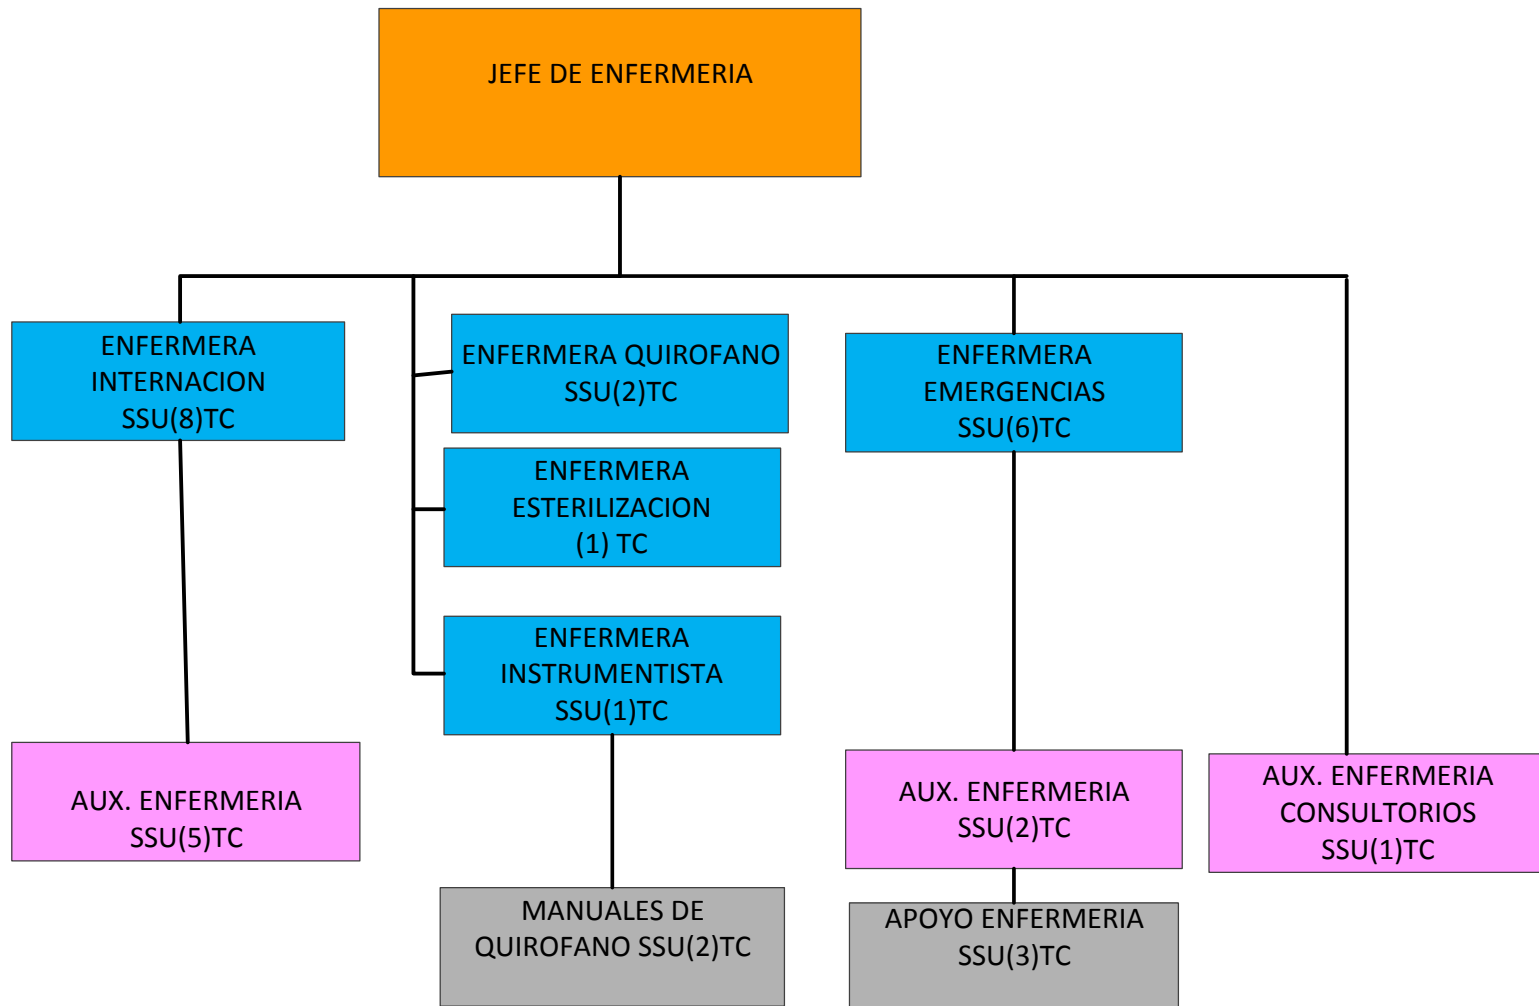 JEFE DE ENFERMERIA
ENFERMERA
INTERNACION
SSU(8)TC
ENFERMERA QUIROFANO
SSU(2)TC
ENFERMERA
EMERGENCIAS
SSU(6)TC
ENFERMERA
ESTERILIZACION
(1) TC
ENFERMERA
INSTRUMENTISTA
SSU(1)TC
AUX. ENFERMERIA
SSU(5)TC
AUX. ENFERMERIA
SSU(2)TC
AUX. ENFERMERIA
CONSULTORIOS
SSU(1)TC
MANUALES DE
QUIROFANO SSU(2)TC
APOYO ENFERMERIA
SSU(3)TC